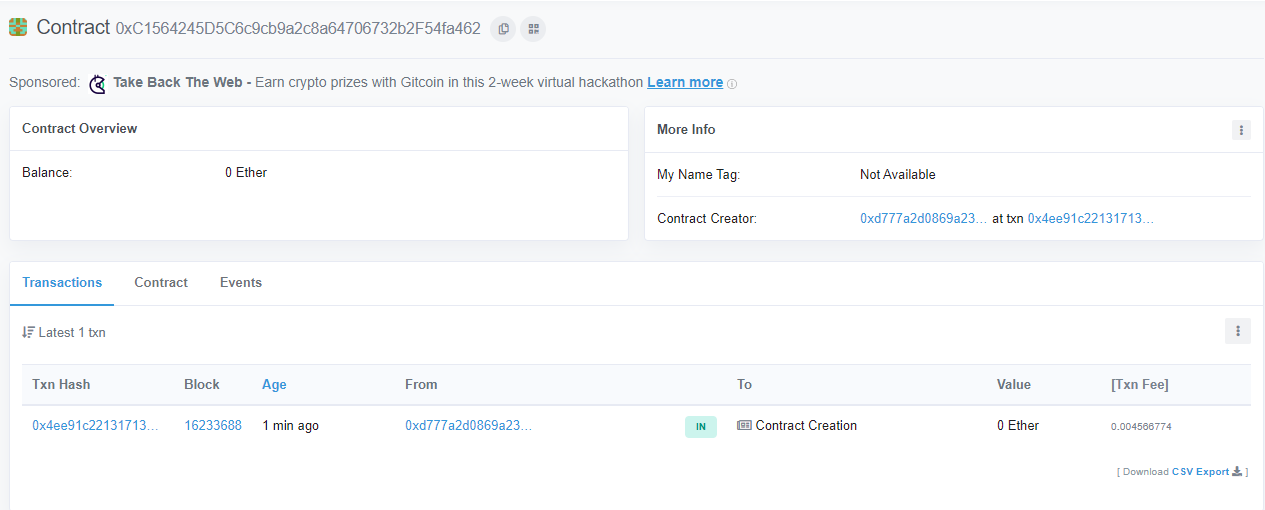 Contract 0xC1564245D5C6c9cb9a2c8a64706732b2F54fa462
Sponsored: Take Back The Web - Earn crypto prizes with Gitcoin in this 2-week virtual hackathon Learn more
Contract Overview
Balance: 0 Ether
More Info
My Name Tag: Not Available
Contract Creator: 0xd777a2d0869a23... at txn 0x4ee91c22131713...
Transactions Contract Events
Latest 1 txn
Txn Hash Block Age From To Value [Txn Fee]
0x4ee91c22131713... 16233688 1 min ago 0xd777a2d0869a23... IN Contract Creation 0 Ether 0.004566774
[ Download CSV Export ]